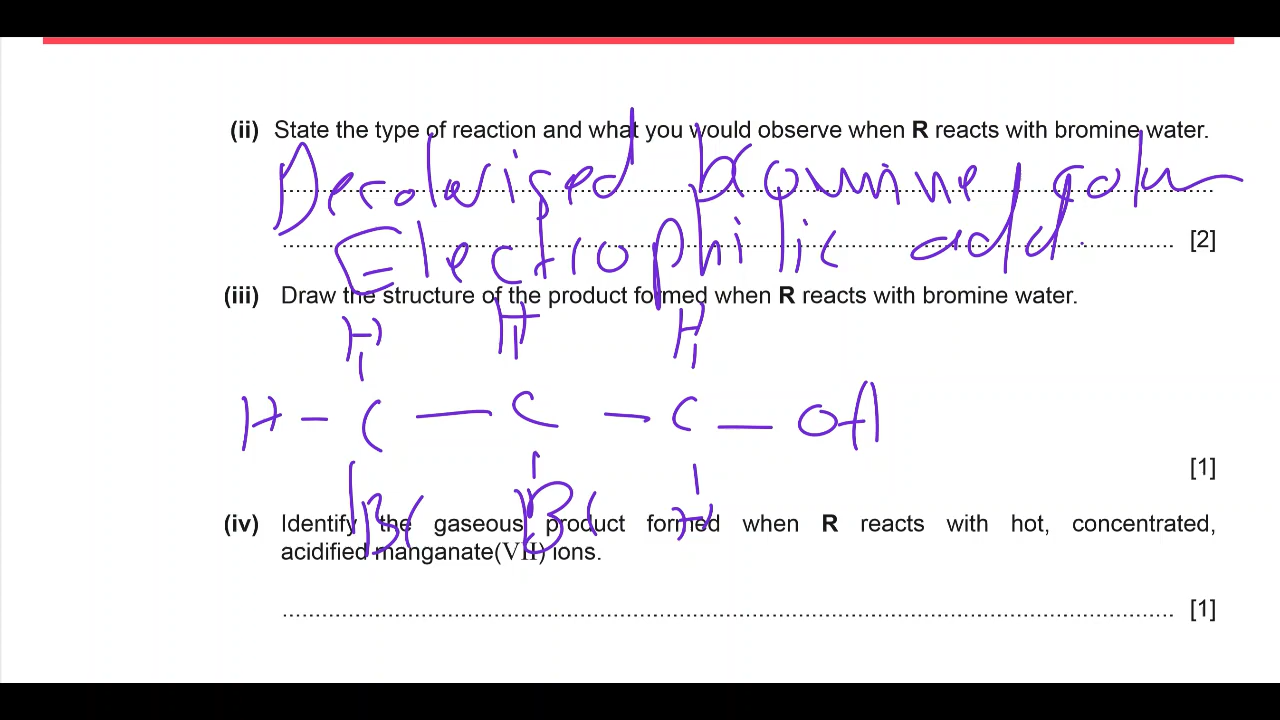 (ii) State the type of reaction and what you would observe when R reacts with bromine water.
Decolarised bromine
Electrophilic add. [2]
(iii) Draw the structure of the product formed when R reacts with bromine water.
H H H
H - C — C - C — OH
[1]
Br Br H
(iv) Identify the gaseous product formed when R reacts with hot, concentrated,
acidified manganate(VII) ions.
[1]